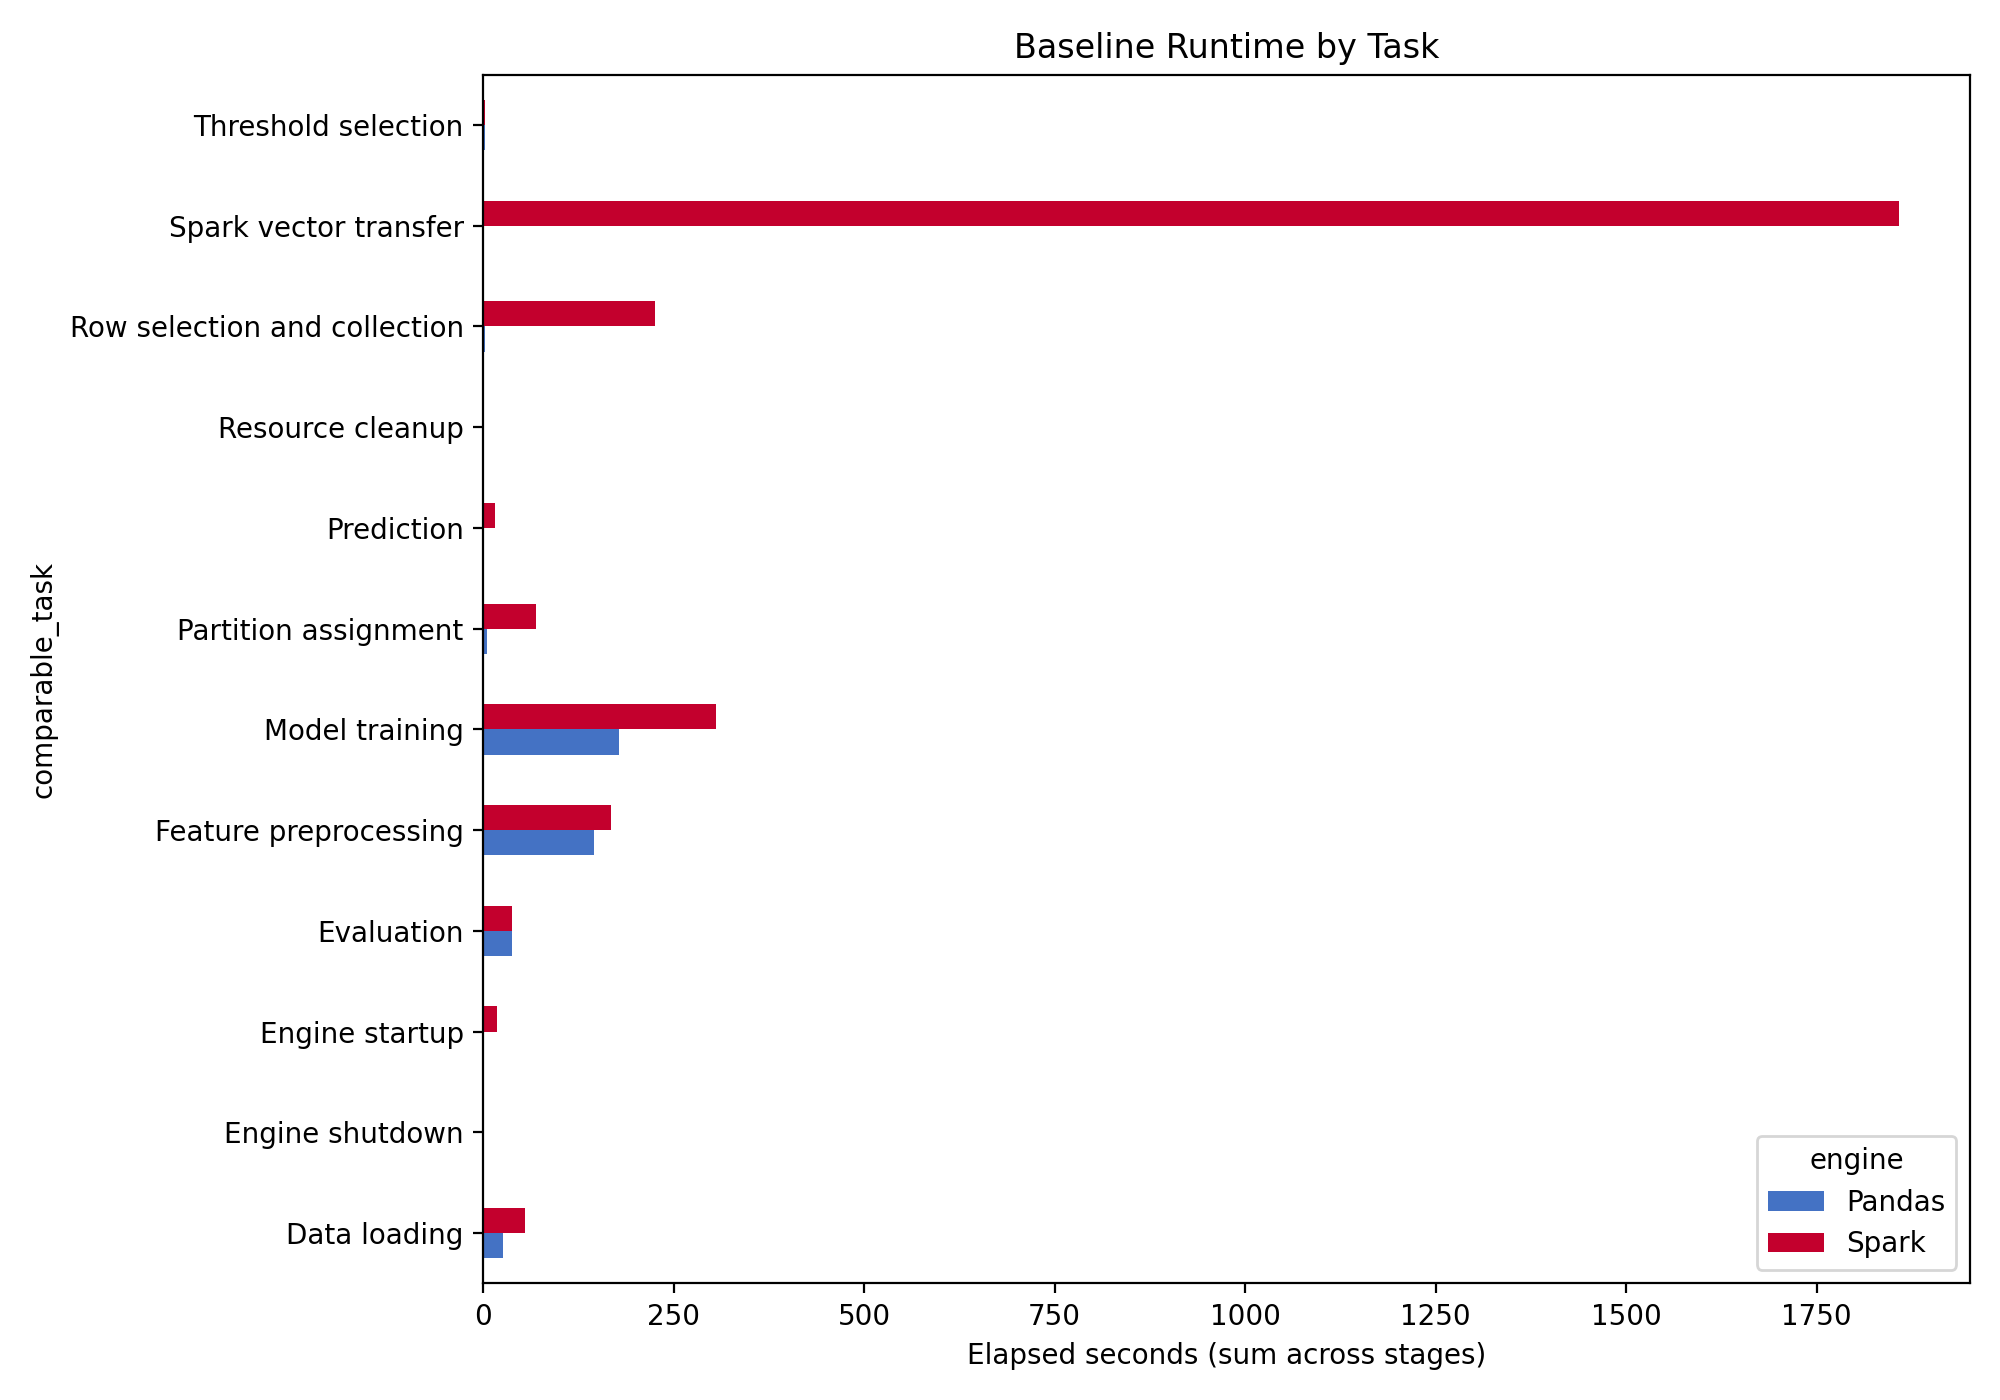 Baseline Runtime by Task
Threshold selection
Spark vector transfer
Row selection and collection
Resource cleanup
Prediction
Partition assignment
Model training
Feature preprocessing
Evaluation
Engine startup
Engine shutdown
Data loading
comparable_task
engine
Pandas
Spark
0 250 500 750 1000 1250 1500 1750
Elapsed seconds (sum across stages)